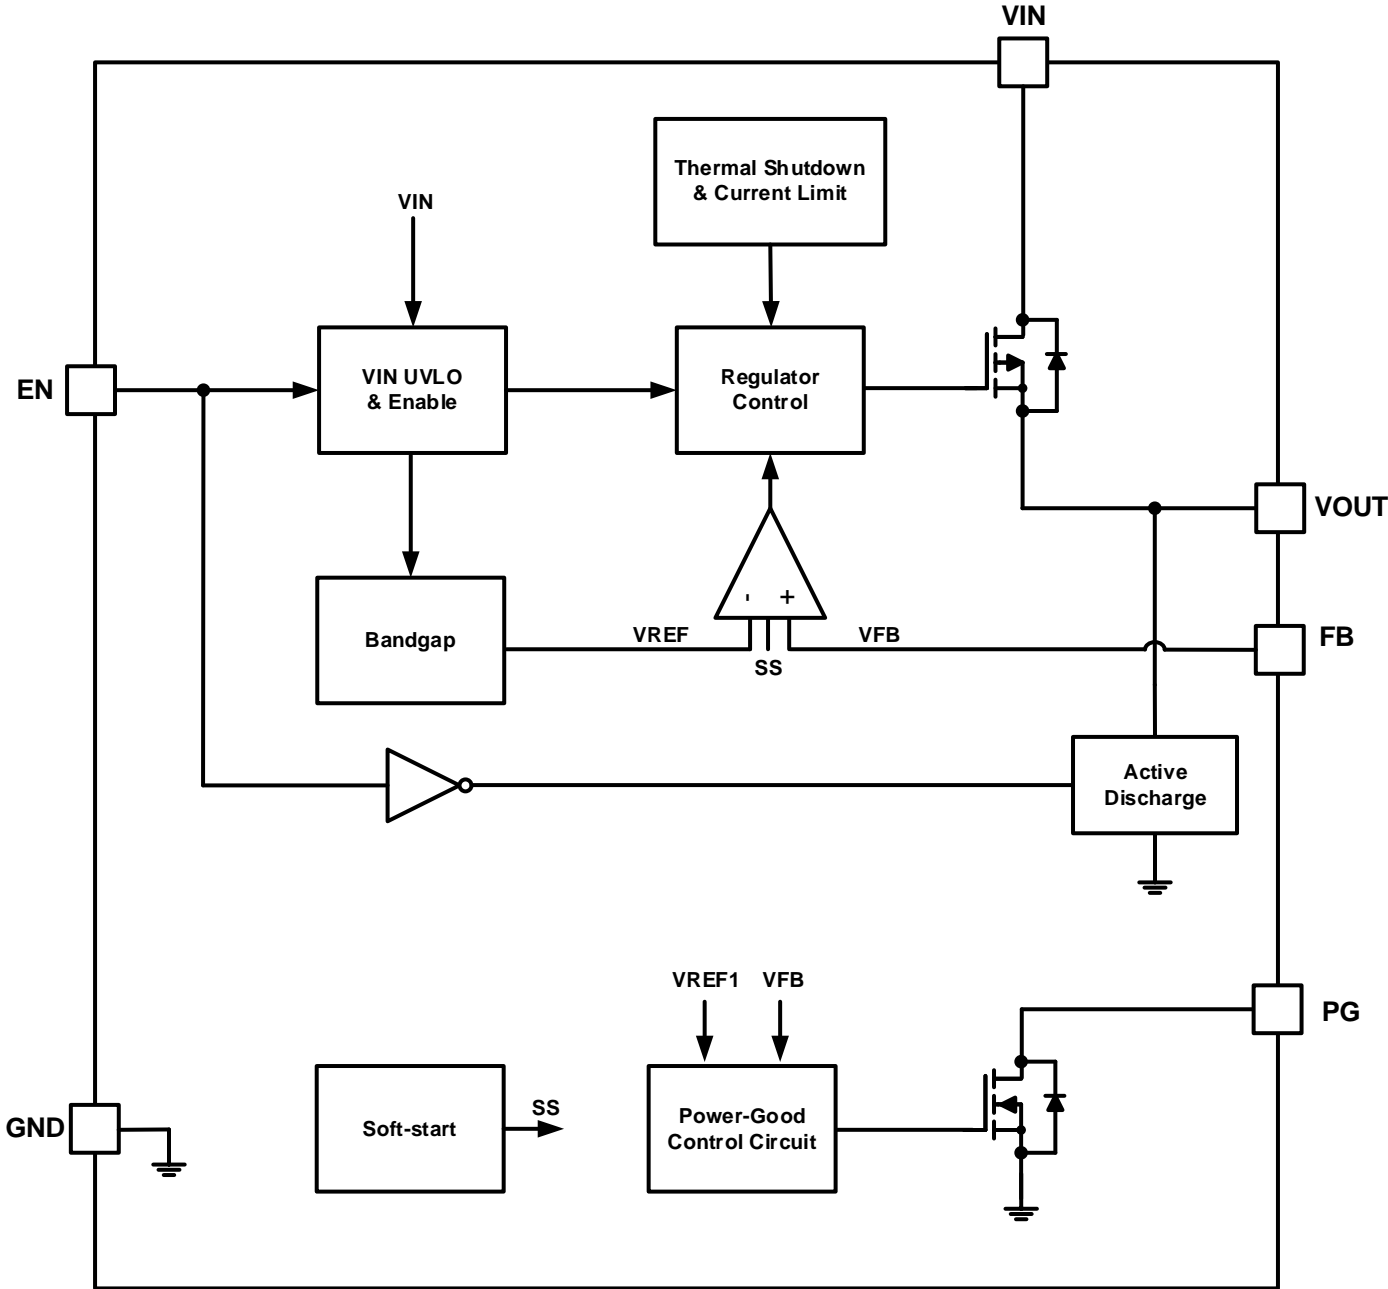 VIN
Thermal Shutdown
& Current Limit
VIN
EN
VIN UVLO
& Enable
Regulator
Control
VOUT
- +
Bandgap
VREF
SS
VFB
FB
Active
Discharge
VREF1
VFB
PG
GND
Soft-start
SS
Power-Good
Control Circuit